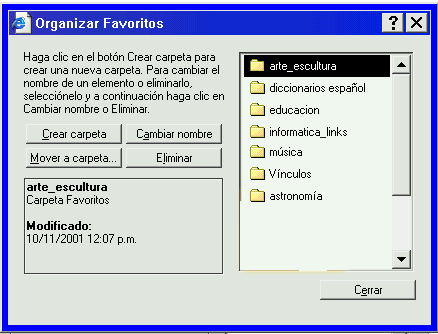 Organizar Favoritos
Haga clic en el botón Crear carpeta para
crear una nueva carpeta. Para cambiar el
nombre de un elemento o eliminarlo,
selecciónelo y a continuación haga clic en
Cambiar nombre o Eliminar.
Crear carpeta
Cambiar nombre
Mover a carpeta...
Eliminar
arte_escultura
Carpeta Favoritos
Modificado:
10/11/2001 12:07 p.m.
arte_escultura
diccionarios español
educacion
informatica_links
música
Vínculos
astronomía
Cerrar